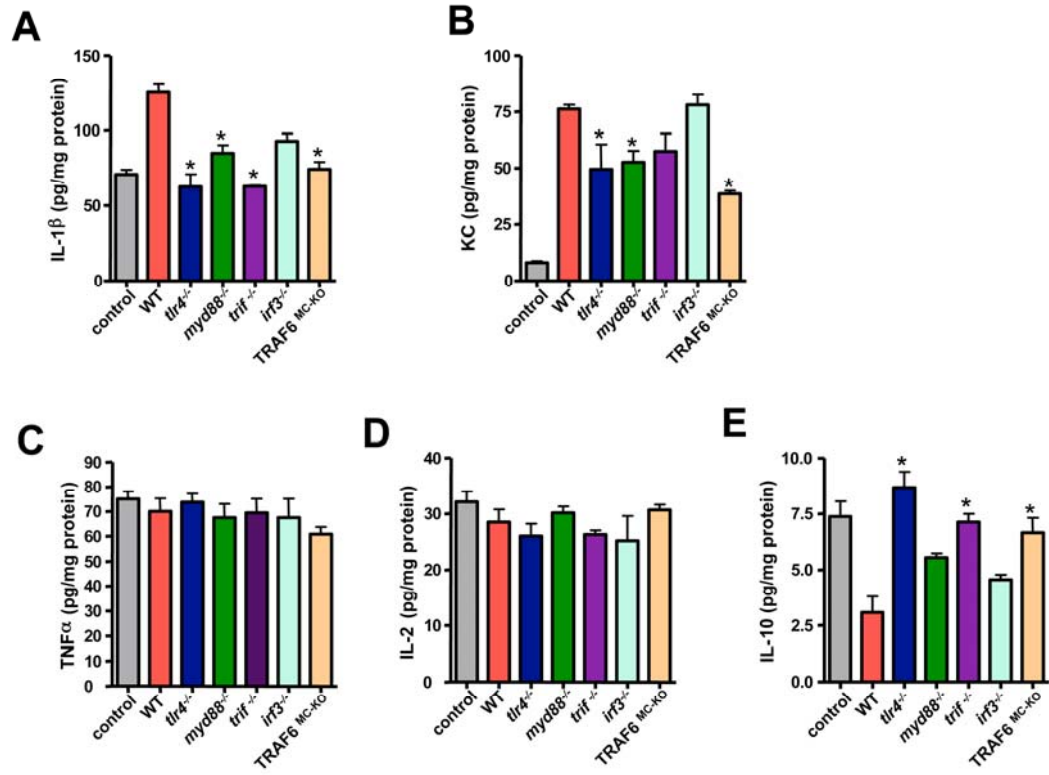 A
IL-1β (pg/mg protein)
150
100
50
0
control
WT
tlr4-/-
myd88-/-
trif-/-
irf3-/-
TRAF6 MC-KO
*
*
*
*
B
KC (pg/mg protein)
100
75
50
25
0
control
WT
tlr4-/-
myd88-/-
trif-/-
irf3-/-
TRAF6 MC-KO
*
*
*
C
TNFα (pg/mg protein)
90
80
70
60
50
40
30
20
10
0
control
WT
tlr4-/-
myd88-/-
trif-/-
irf3-/-
TRAF6 MC-KO
D
IL-2 (pg/mg protein)
40
30
20
10
0
control
WT
tlr4-/-
myd88-/-
trif-/-
irf3-/-
TRAF6 MC-KO
E
IL-10 (pg/mg protein)
10.0
7.5
5.0
2.5
0.0
control
WT
tlr4-/-
myd88-/-
trif-/-
irf3-/-
TRAF6 MC-KO
*
*
*